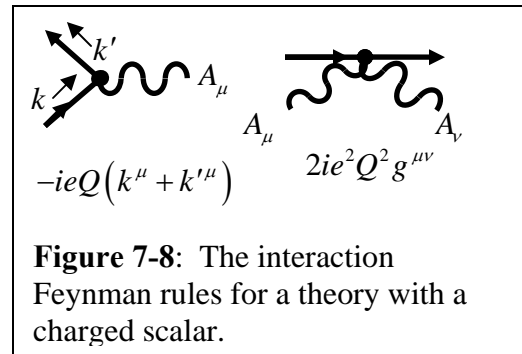 k′
k
A_μ
A_μ
A_ν
−ieQ(k^μ + k′^μ)
2ie²Q²g^{μν}
Figure 7-8: The interaction
Feynman rules for a theory with a
charged scalar.